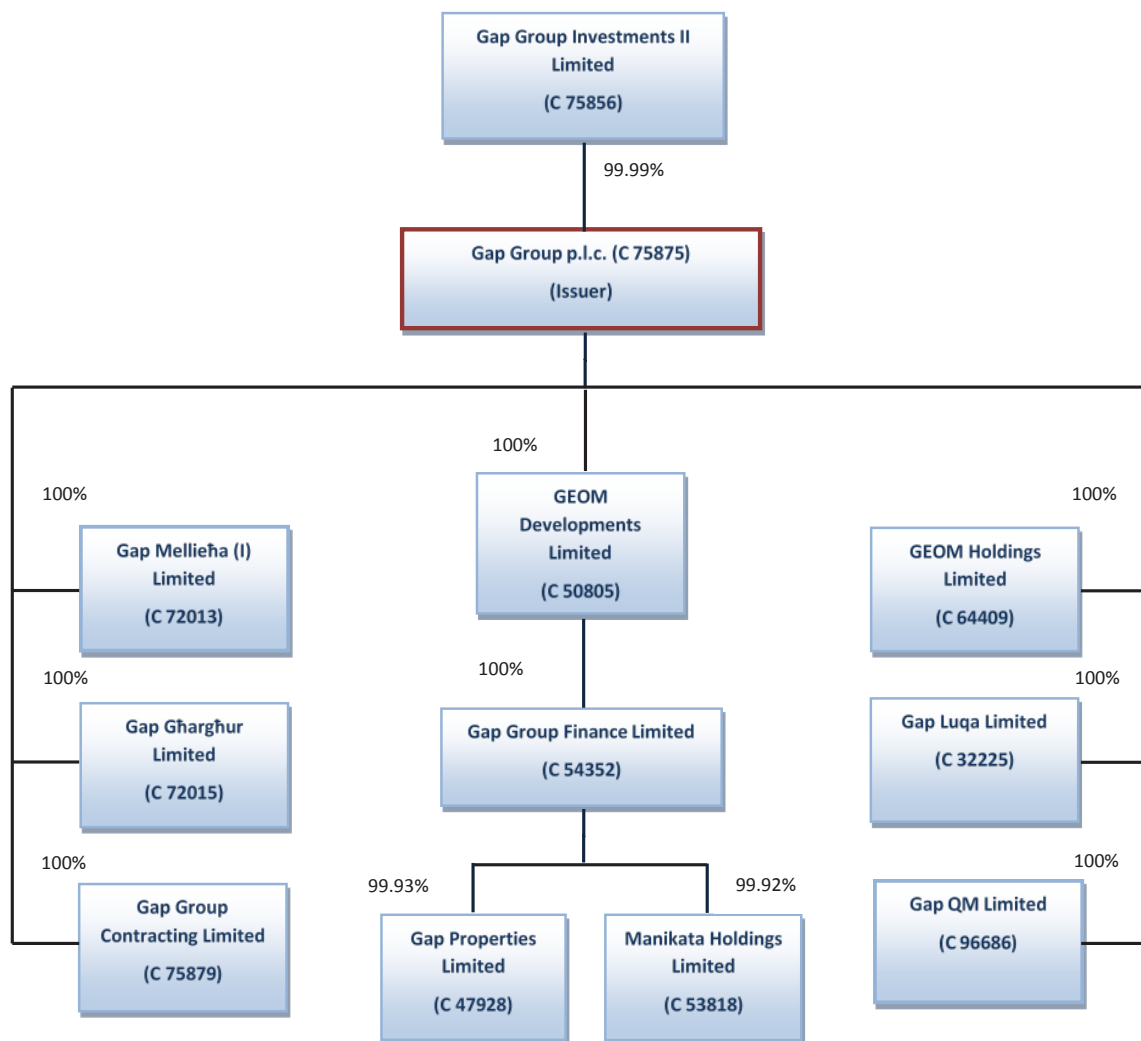 Gap Group Investments II
Limited
(C 75856)
99.99%
Gap Group p.l.c. (C 75875)
(Issuer)
100%
GEOM
Developments
Limited
(C 50805)
100%
Gap Mellieħa (I)
Limited
(C 72013)
100%
GEOM Holdings
Limited
(C 64409)
100%
Gap Għargħur
Limited
(C 72015)
100%
Gap Group Finance Limited
(C 54352)
100%
Gap Luqa Limited
(C 32225)
100%
Gap Group
Contracting Limited
(C 75879)
99.93%
Gap Properties
Limited
(C 47928)
99.92%
Manikata Holdings
Limited
(C 53818)
100%
Gap QM Limited
(C 96686)